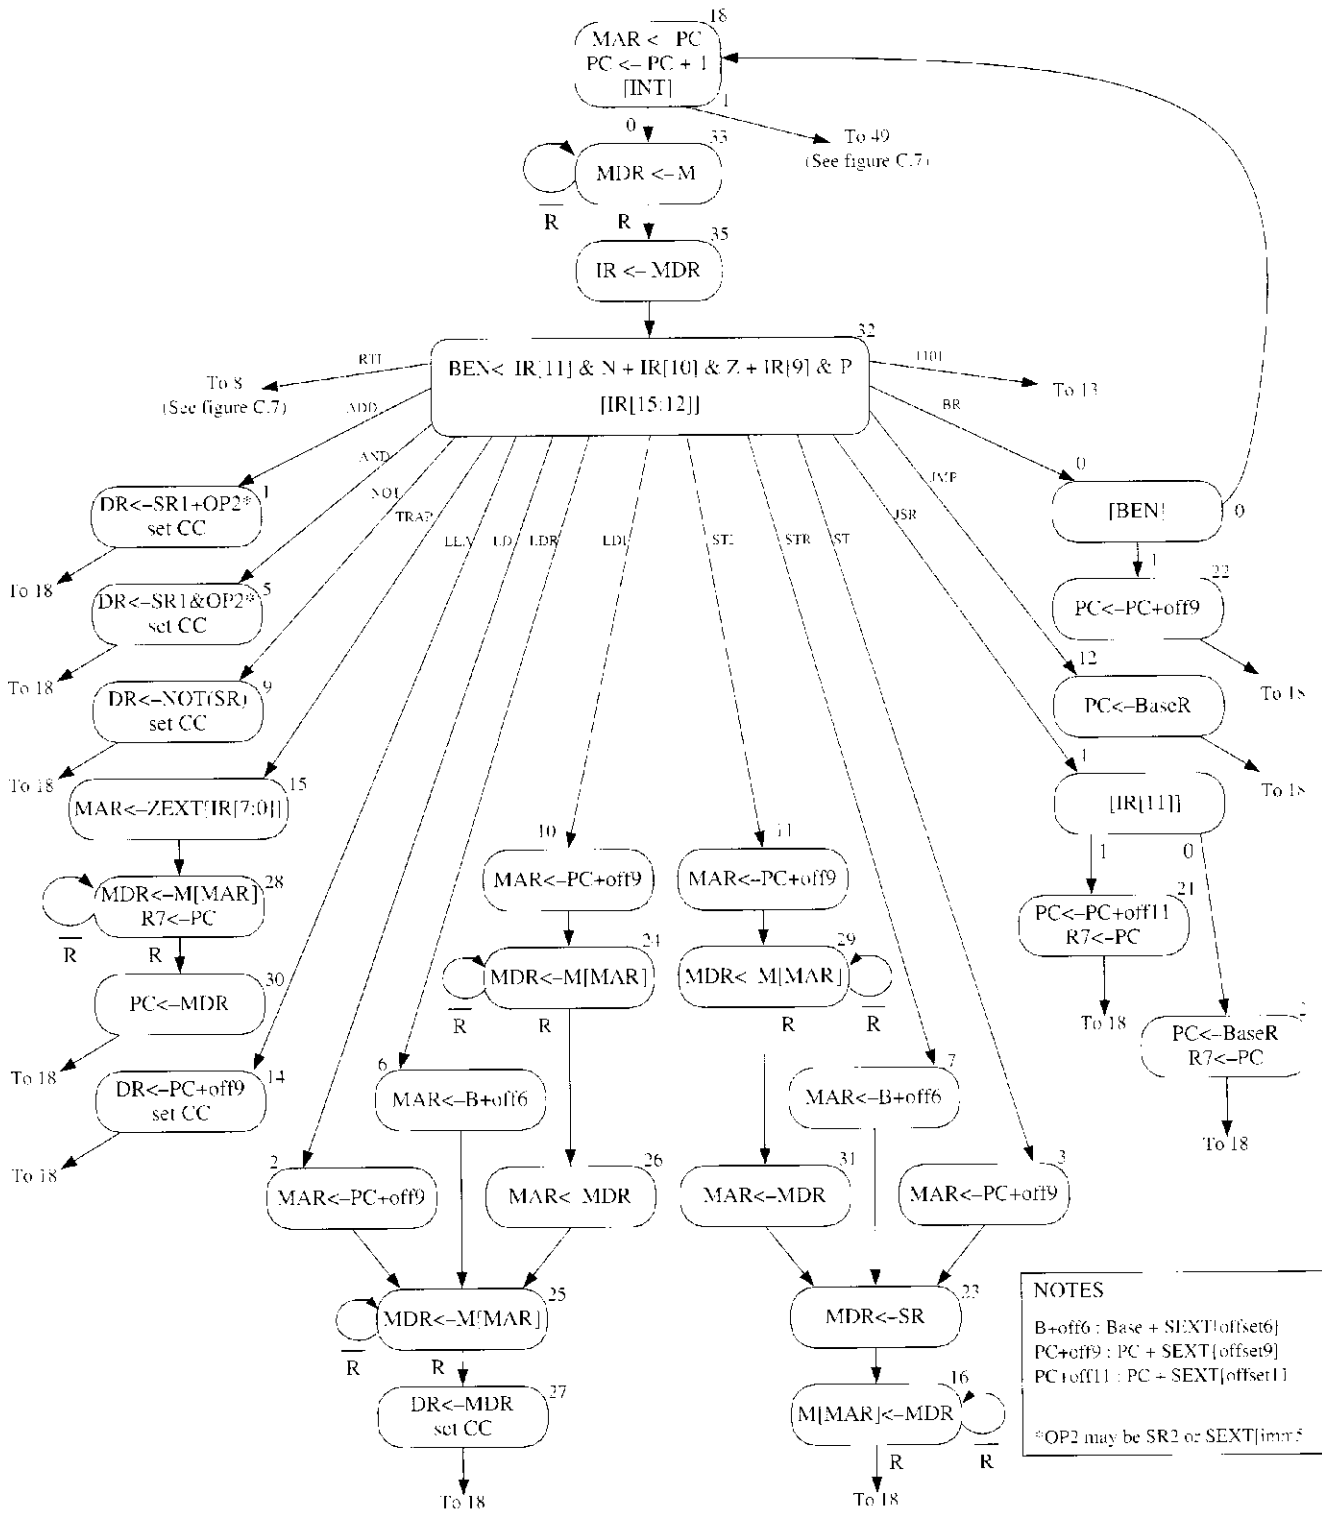 18
MAR < PC
PC <– PC + 1
[INT]
1
0
To 49
(See figure C.7)
33
MDR <–M
R
R
35
IR <– MDR
32
BEN< IR[11] & N + IR[10] & Z + IR[9] & P
[IR[15:12]]
RTI
To 8
(See figure C.7)
1101
To 13
ADD
AND
NOT
TRAP
LEA
LD
LDR
LDI
STI
STR
ST
JSR
JMP
BR
1
DR<–SR1+OP2*
set CC
To 18
5
DR<–SR1&OP2*
set CC
To 18
9
DR<–NOT(SR)
set CC
To 18
15
MAR<–ZEXT[IR[7:0]]
28
MDR<–M[MAR]
R7<–PC
R
R
30
PC<–MDR
To 18
14
DR<–PC+off9
set CC
To 18
0
[BEN]
0
1
22
PC<–PC+off9
To 18
12
PC<–BaseR
To 18
[IR[11]]
1
0
21
PC<–PC+off11
R7<–PC
To 18
PC<–BaseR
R7<–PC
To 18
10
MAR<–PC+off9
24
MDR<–M[MAR]
R
R
11
MAR<–PC+off9
29
MDR< M[MAR]
R
R
6
MAR<–B+off6
7
MAR<–B+off6
2
MAR<–PC+off9
26
MAR< MDR
31
MAR<–MDR
3
MAR<–PC+off9
25
MDR<–M[MAR]
R
R
27
DR<–MDR
set CC
To 18
23
MDR<–SR
16
M[MAR]<–MDR
R
R
To 18
NOTES
B+off6 : Base + SEXT[offset6]
PC+off9 : PC + SEXT[offset9]
PC+off11 : PC + SEXT[offset11
*OP2 may be SR2 or SEXT[imm5